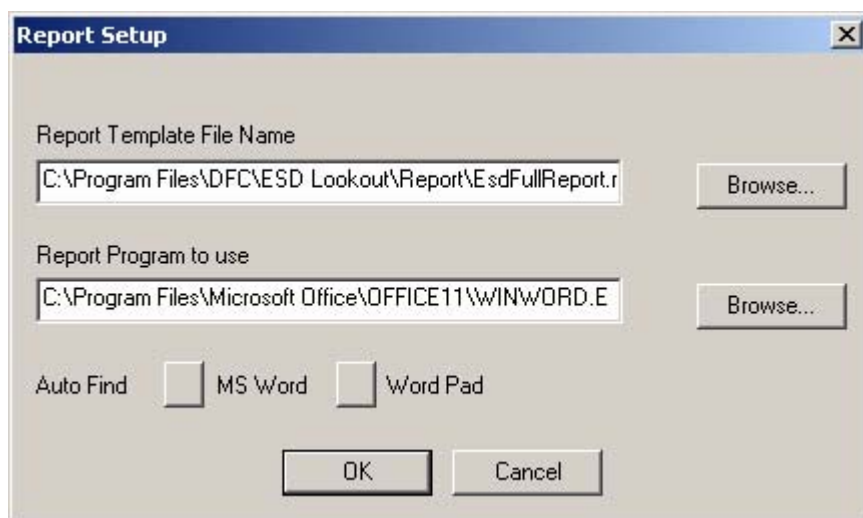 Report Setup
Report Template File Name
C:\Program Files\DFC\ESD Lookout\Report\EsdFullReport.r
Browse...
Report Program to use
C:\Program Files\Microsoft Office\OFFICE11\WINWORD.E
Browse...
Auto Find MS Word Word Pad
OK Cancel